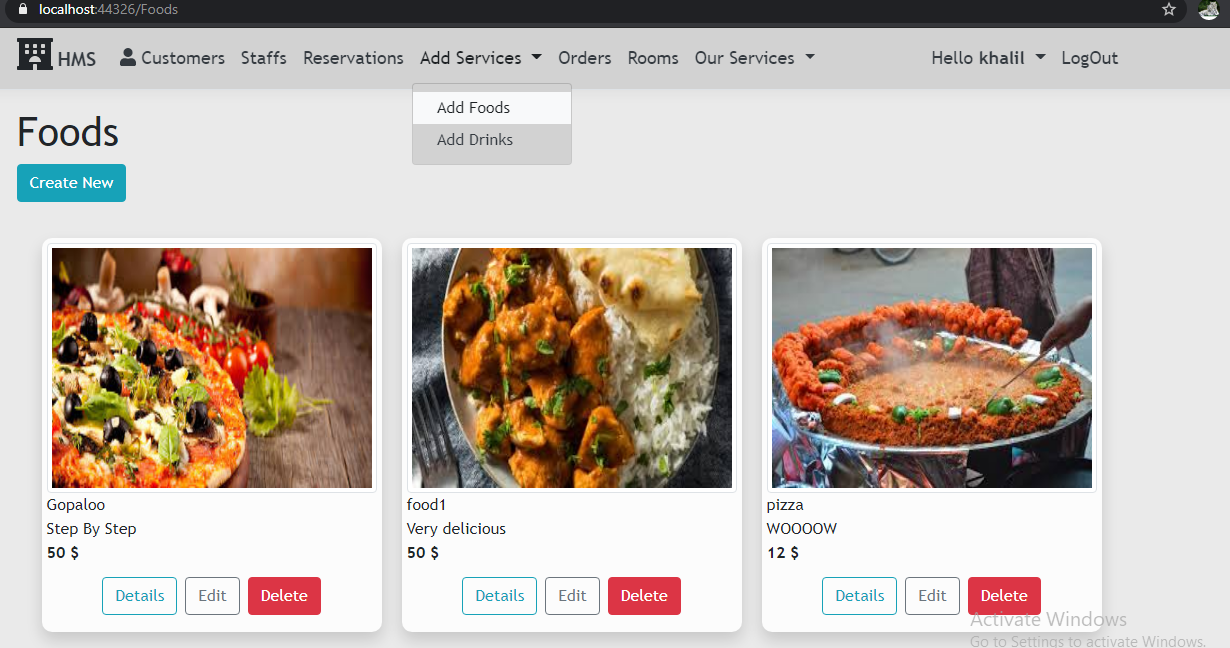 localhost:44326/Foods
HMS Customers Staffs Reservations Add Services Orders Rooms Our Services Hello khalil LogOut
Add Foods
Add Drinks
Foods
Create New
Gopaloo
Step By Step
50 $
Details Edit Delete
food1
Very delicious
50 $
Details Edit Delete
pizza
WOOOOW
12 $
Details Edit Delete
Activate Windows
Go to Settings to activate Windows.